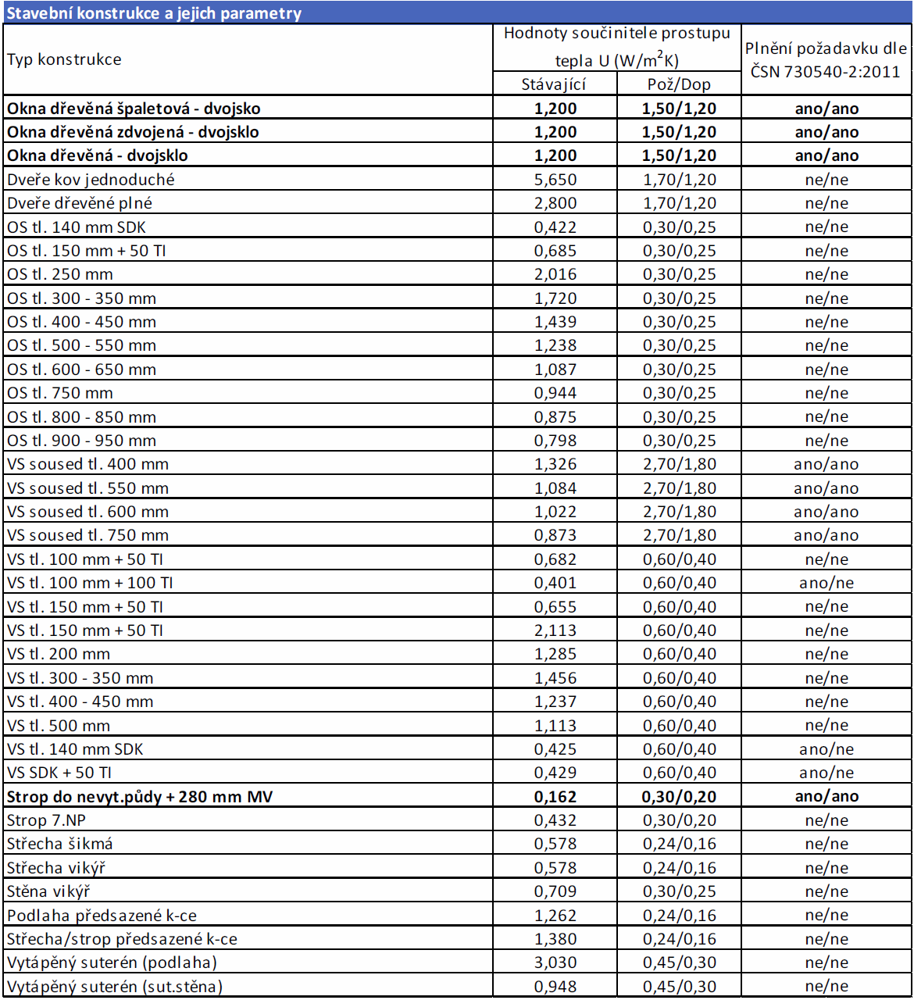 Stavební konstrukce a jejich parametry
Typ konstrukce
Hodnoty součinitele prostupu
tepla U (W/m²K)
Plnění požadavku dle
ČSN 730540-2:2011
Stávající Pož/Dop
Okna dřevěná špaletová - dvojsko 1,200 1,50/1,20 ano/ano
Okna dřevěná zdvojená - dvojsklo 1,200 1,50/1,20 ano/ano
Okna dřevěná - dvojsklo 1,200 1,50/1,20 ano/ano
Dveře kov jednoduché 5,650 1,70/1,20 ne/ne
Dveře dřevěné plné 2,800 1,70/1,20 ne/ne
OS tl. 140 mm SDK 0,422 0,30/0,25 ne/ne
OS tl. 150 mm + 50 TI 0,685 0,30/0,25 ne/ne
OS tl. 250 mm 2,016 0,30/0,25 ne/ne
OS tl. 300 - 350 mm 1,720 0,30/0,25 ne/ne
OS tl. 400 - 450 mm 1,439 0,30/0,25 ne/ne
OS tl. 500 - 550 mm 1,238 0,30/0,25 ne/ne
OS tl. 600 - 650 mm 1,087 0,30/0,25 ne/ne
OS tl. 750 mm 0,944 0,30/0,25 ne/ne
OS tl. 800 - 850 mm 0,875 0,30/0,25 ne/ne
OS tl. 900 - 950 mm 0,798 0,30/0,25 ne/ne
VS soused tl. 400 mm 1,326 2,70/1,80 ano/ano
VS soused tl. 550 mm 1,084 2,70/1,80 ano/ano
VS soused tl. 600 mm 1,022 2,70/1,80 ano/ano
VS soused tl. 750 mm 0,873 2,70/1,80 ano/ano
VS tl. 100 mm + 50 TI 0,682 0,60/0,40 ne/ne
VS tl. 100 mm + 100 TI 0,401 0,60/0,40 ano/ne
VS tl. 150 mm + 50 TI 0,655 0,60/0,40 ne/ne
VS tl. 150 mm + 50 TI 2,113 0,60/0,40 ne/ne
VS tl. 200 mm 1,285 0,60/0,40 ne/ne
VS tl. 300 - 350 mm 1,456 0,60/0,40 ne/ne
VS tl. 400 - 450 mm 1,237 0,60/0,40 ne/ne
VS tl. 500 mm 1,113 0,60/0,40 ne/ne
VS tl. 140 mm SDK 0,425 0,60/0,40 ano/ne
VS SDK + 50 TI 0,429 0,60/0,40 ano/ne
Strop do nevyt.půdy + 280 mm MV 0,162 0,30/0,20 ano/ano
Strop 7.NP 0,432 0,30/0,20 ne/ne
Střecha šikmá 0,578 0,24/0,16 ne/ne
Střecha vikýř 0,578 0,24/0,16 ne/ne
Stěna vikýř 0,709 0,30/0,25 ne/ne
Podlaha předsazené k-ce 1,262 0,24/0,16 ne/ne
Střecha/strop předsazené k-ce 1,380 0,24/0,16 ne/ne
Vytápěný suterén (podlaha) 3,030 0,45/0,30 ne/ne
Vytápěný suterén (sut.stěna) 0,948 0,45/0,30 ne/ne